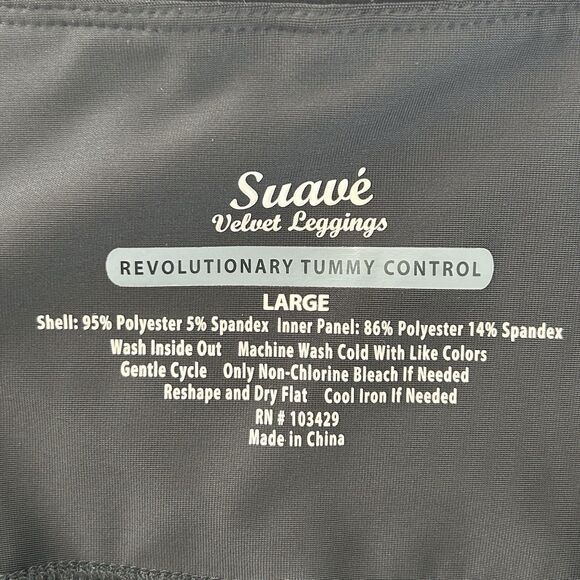 Suavé
Velvet Leggings
REVOLUTIONARY TUMMY CONTROL
LARGE
Shell: 95% Polyester 5% Spandex Inner Panel: 86% Polyester 14% Spandex
Wash Inside Out Machine Wash Cold With Like Colors
Gentle Cycle Only Non-Chlorine Bleach If Needed
Reshape and Dry Flat Cool Iron If Needed
RN # 103429
Made in China